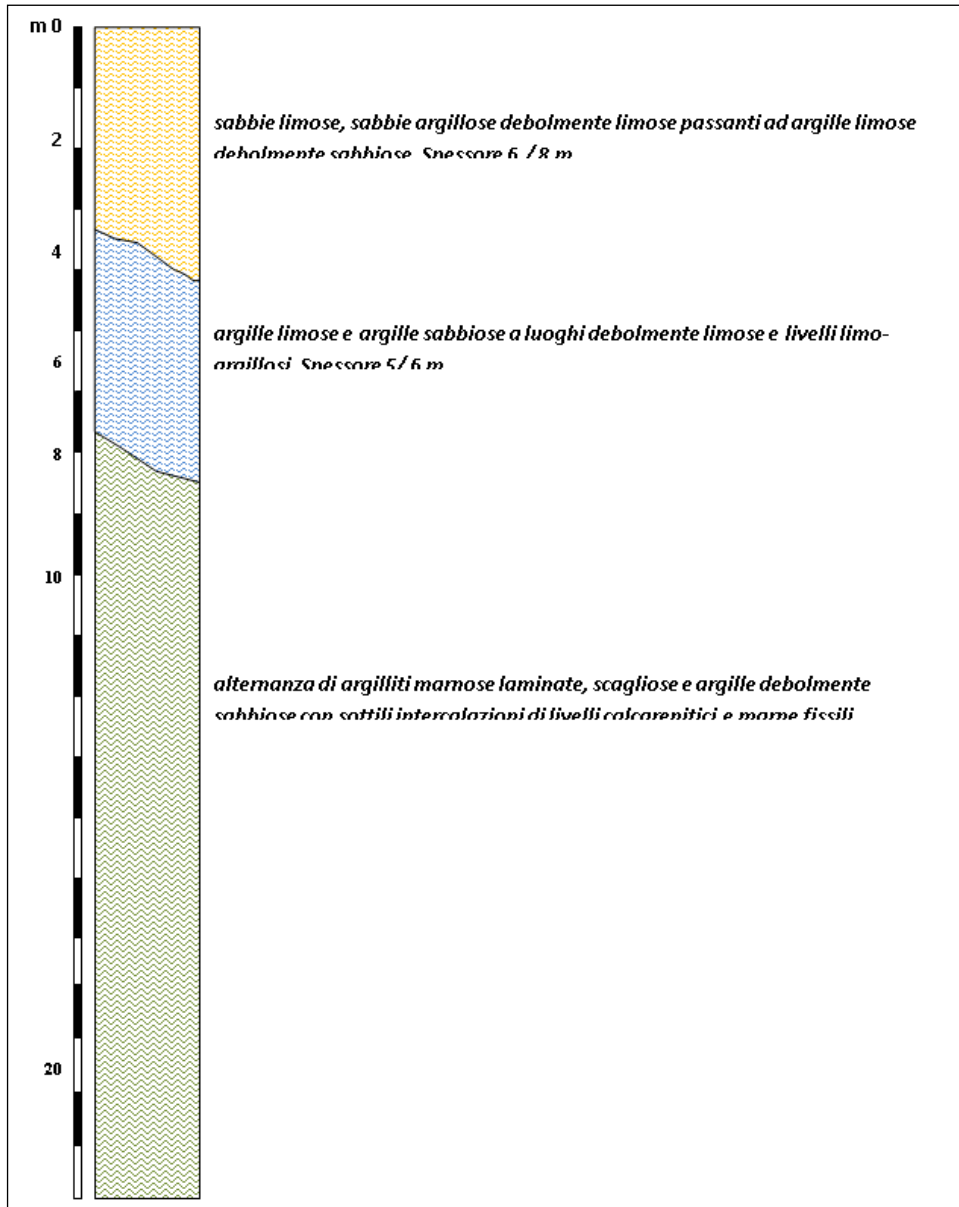 m 0
sabbie limose, sabbie argillose debolmente limose passanti ad argille limose
2
debolmente sabbiose. Spessore 6 / 8 m
4
argille limose e argille sabbiose a luoghi debolmente limose e livelli limo-
6
argillosi. Spessore 5/ 6 m
8
10
alternanza di argilliti marnose laminate, scagliose e argille debolmente
sabbiose con sottili intercalazioni di livelli calcarenitici e marne fissili
20